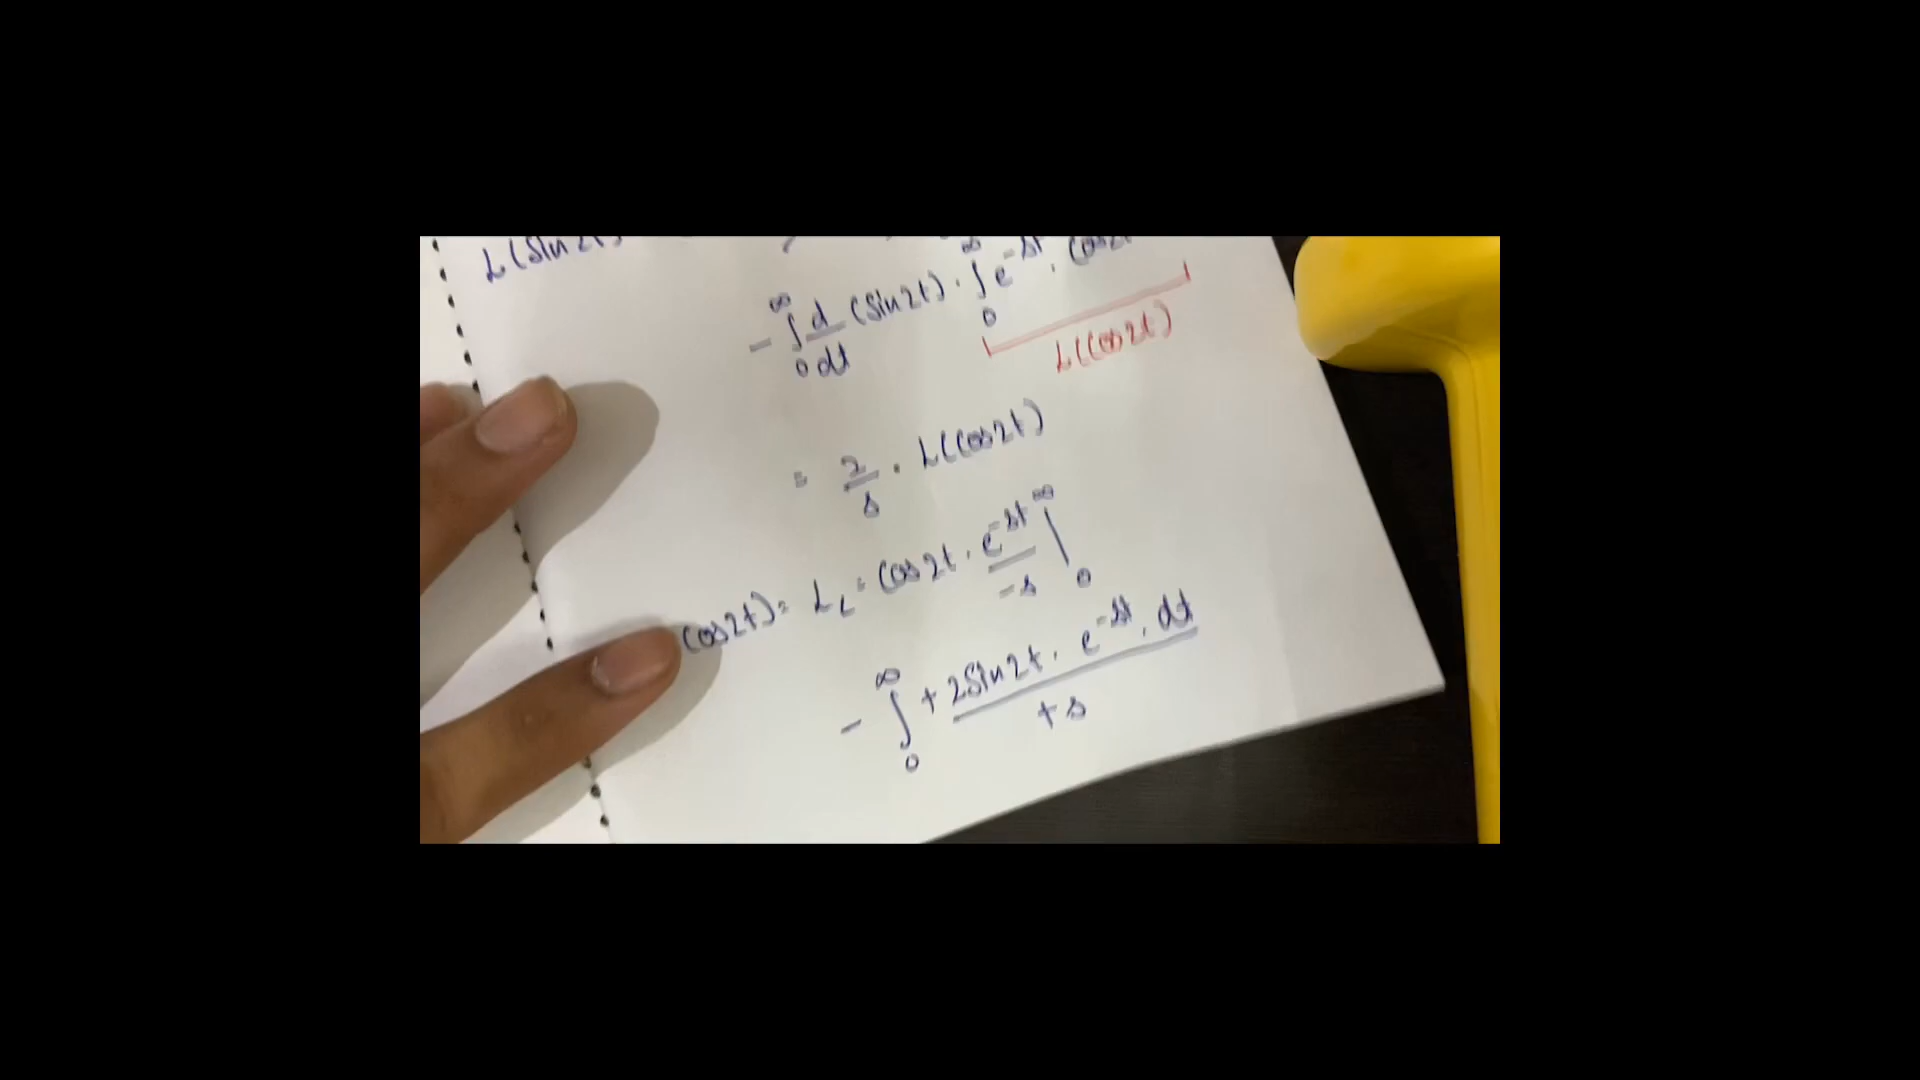 L(sin2t)
- ∫₀^∞ d/dt (sin2t) . ∫₀^∞ e^-st . cos2t
L(cos2t)
= 2/s . L(cos2t)
cos2t) = L_L = cos2t . e^-st/-s |₀^∞
- ∫₀^∞ + 2sin2t . e^-st . dt/+s